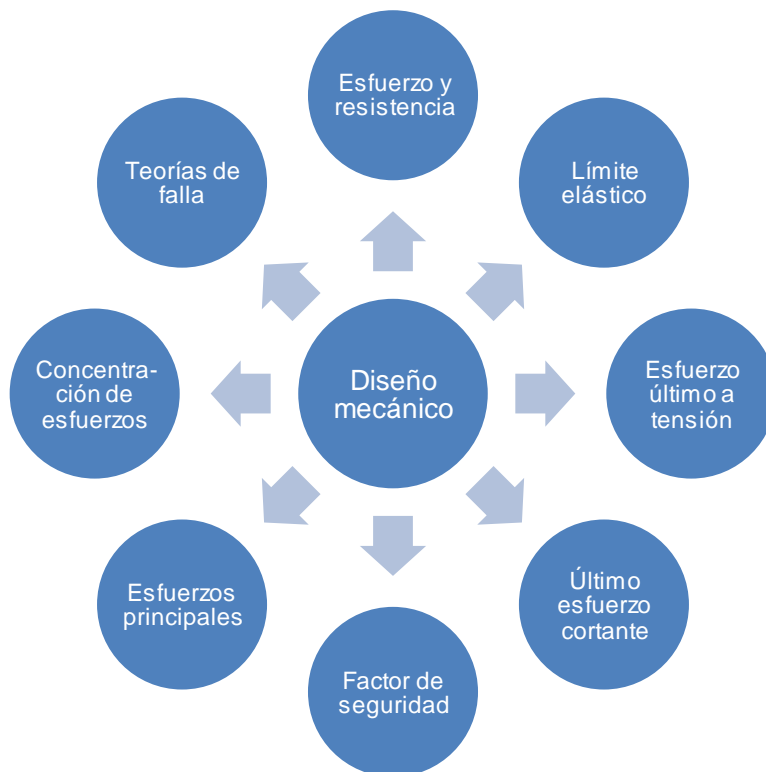 Esfuerzo y
resistencia
Límite
elástico
Esfuerzo
último a
tensión
Último
esfuerzo
cortante
Factor de
seguridad
Esfuerzos
principales
Concentra-
ción de
esfuerzos
Teorías de
falla
Diseño
mecánico